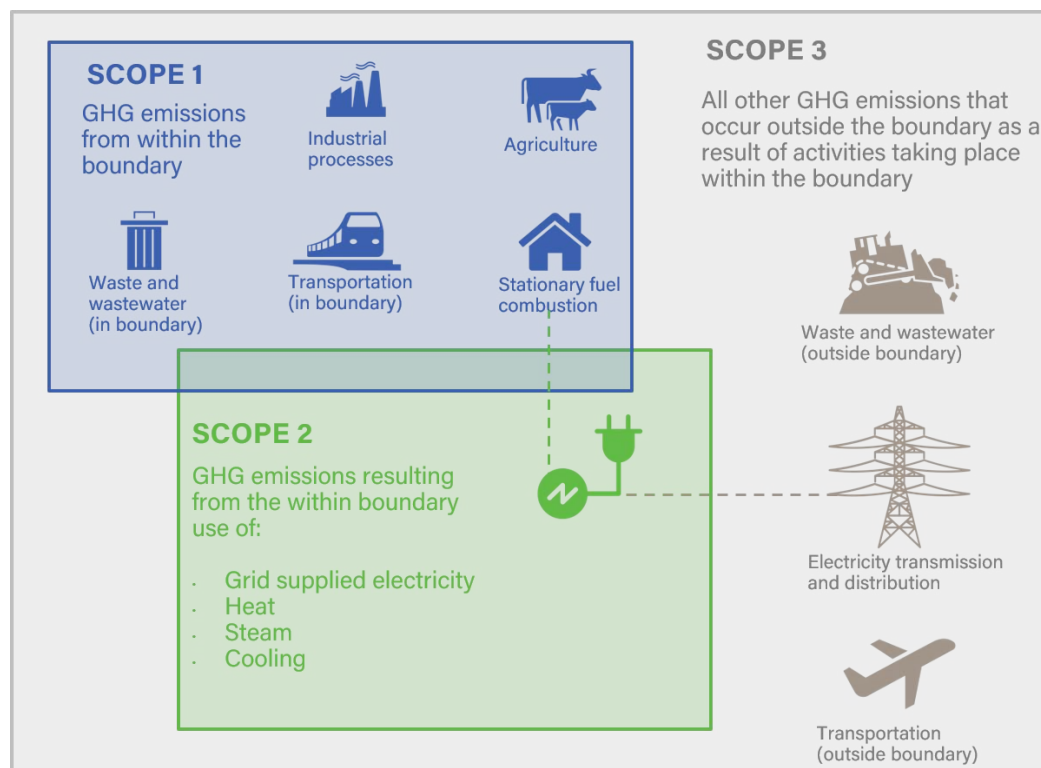 SCOPE 1
GHG emissions
from within the
boundary
Industrial
processes
Agriculture
Waste and
wastewater
(in boundary)
Transportation
(in boundary)
Stationary fuel
combustion
SCOPE 2
GHG emissions resulting
from the within boundary
use of:
· Grid supplied electricity
· Heat
· Steam
· Cooling
SCOPE 3
All other GHG emissions that
occur outside the boundary as a
result of activities taking place
within the boundary
Waste and wastewater
(outside boundary)
Electricity transmission
and distribution
Transportation
(outside boundary)